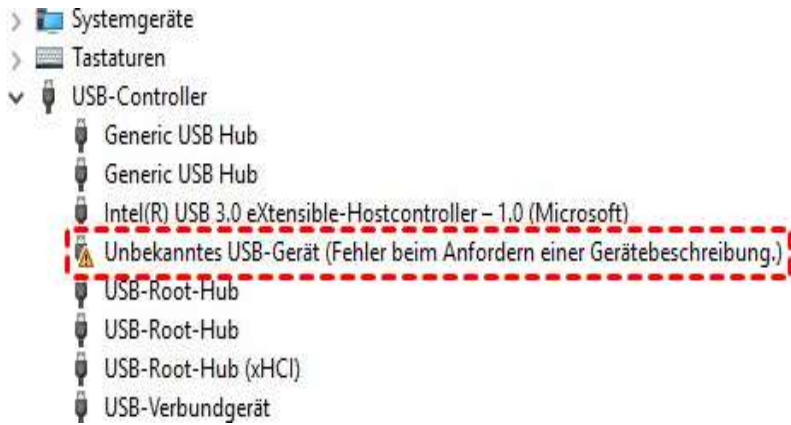 Systemgeräte
Tastaturen
USB-Controller
Generic USB Hub
Generic USB Hub
Intel(R) USB 3.0 eXtensible-Hostcontroller – 1.0 (Microsoft)
Unbekanntes USB-Gerät (Fehler beim Anfordern einer Gerätebeschreibung.)
USB-Root-Hub
USB-Root-Hub
USB-Root-Hub (xHCI)
USB-Verbundgerät